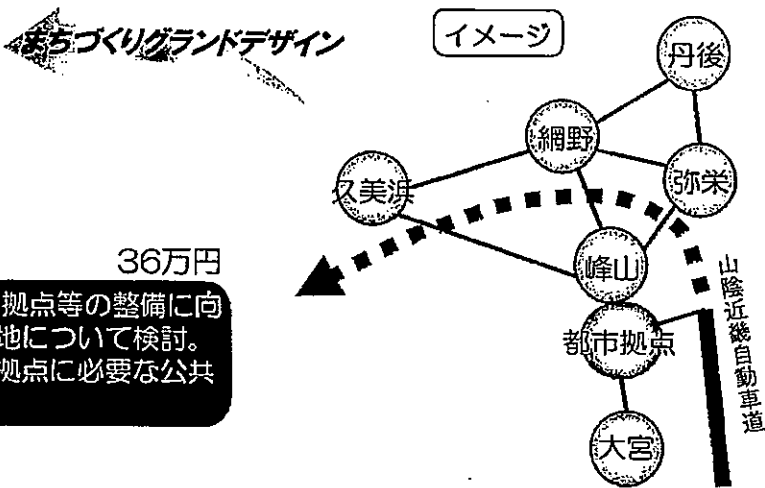 まちづくりグランドデザイン
イメージ
丹後
網野
弥栄
久美浜
峰山
都市拠点
大宮
山陰近畿自動車道
36万円
拠点等の整備に向
地について検討。
拠点に必要な公共